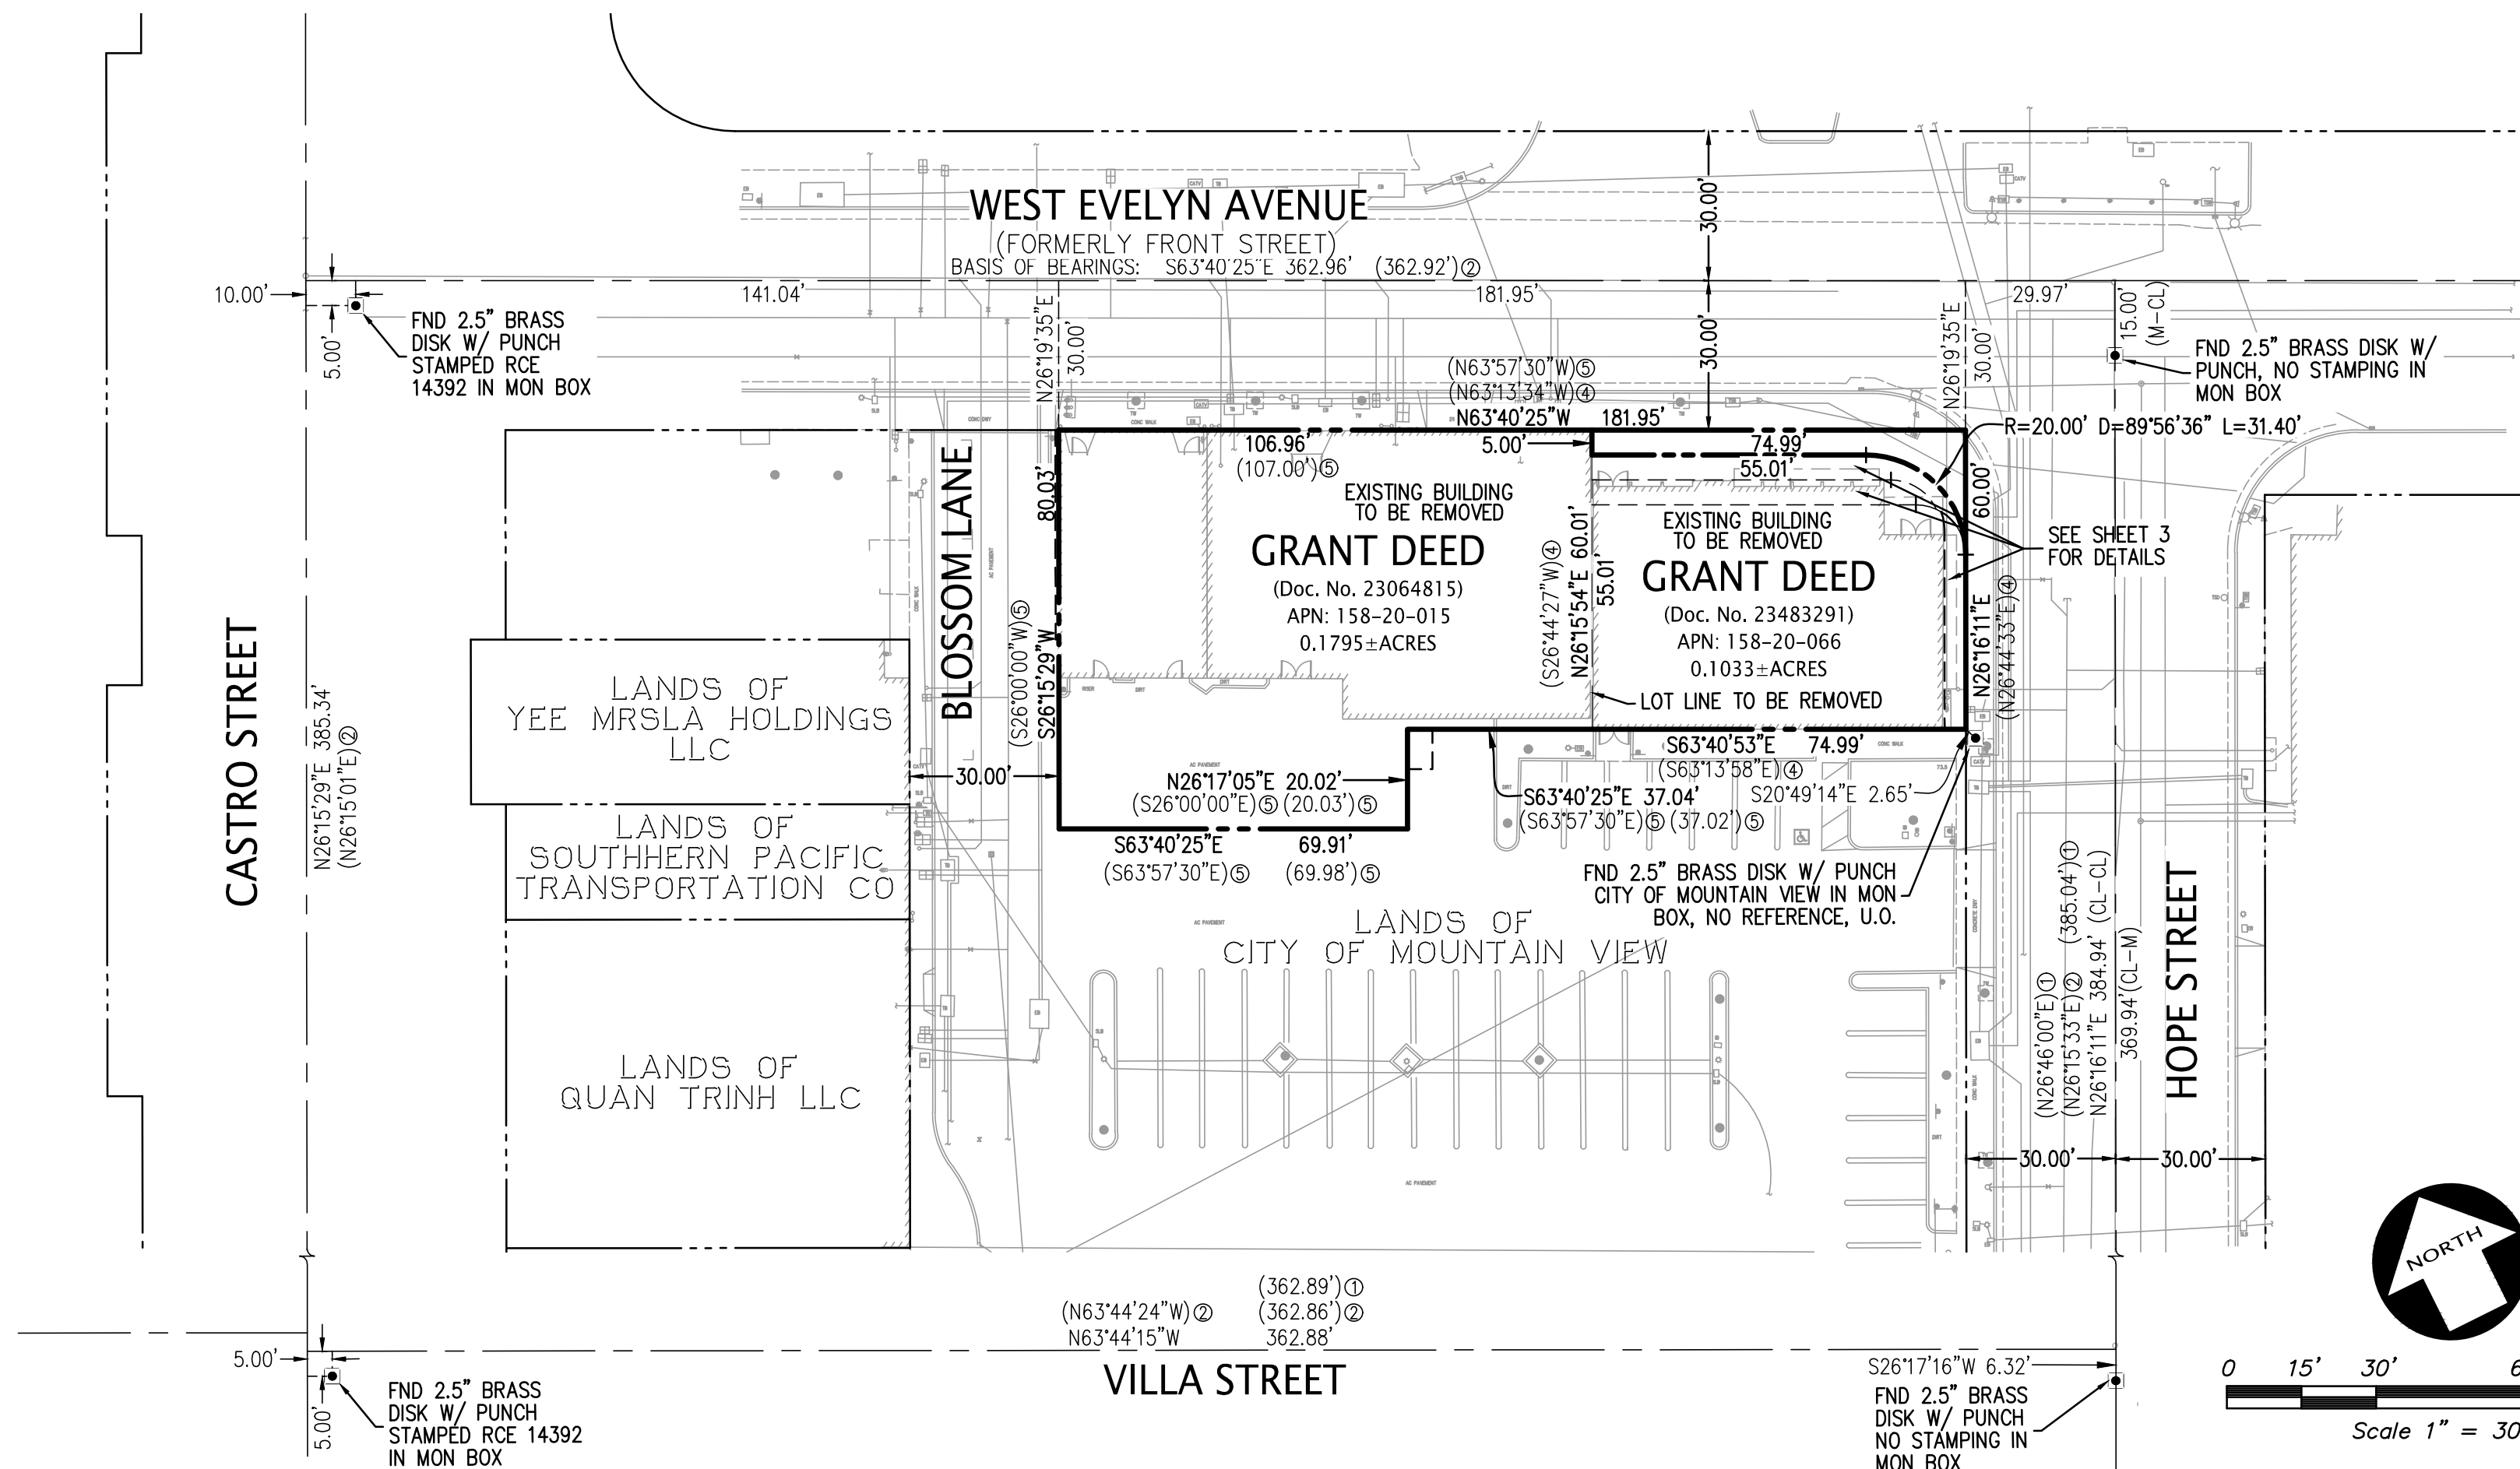 WEST EVELYN AVENUE
(FORMERLY FRONT STREET)
BASIS OF BEARINGS: S63°40'25"E 362.96' (362.92')②
10.00'
5.00'
FND 2.5" BRASS
DISK W/ PUNCH
STAMPED RCE
14392 IN MON BOX
141.04'
181.95'
29.97'
30.00'
30.00'
N26°19'35"E
30.00'
N26°19'35"E
30.00'
15.00'
(M-CL)
FND 2.5" BRASS DISK W/
PUNCH, NO STAMPING IN
MON BOX
(N63°57'30"W)⑤
(N63°13'34"W)④
N63°40'25"W 181.95'
R=20.00' D=89°56'36" L=31.40'
106.96'
(107.00')⑤
5.00'
74.99'
55.01'
80.03'
60.00'
EXISTING BUILDING
TO BE REMOVED
GRANT DEED
(Doc. No. 23064815)
APN: 158-20-015
0.1795±ACRES
EXISTING BUILDING
TO BE REMOVED
GRANT DEED
(Doc. No. 23483291)
APN: 158-20-066
0.1033±ACRES
(S26°44'27"W)④
N26°15'54"E 60.01'
55.01'
LOT LINE TO BE REMOVED
SEE SHEET 3
FOR DETAILS
N26°16'11"E
(N26°44'33"E)④
BLOSSOM LANE
(S26°00'00"W)⑤
S26°15'29"W
30.00'
CASTRO STREET
N26°15'29"E 385.34'
(N26°15'01"E)②
LANDS OF
YEE MRSLA HOLDINGS
LLC
LANDS OF
SOUTHHERN PACIFIC
TRANSPORTATION CO
LANDS OF
QUAN TRINH LLC
N26°17'05"E 20.02'
(S26°00'00"E)⑤ (20.03')⑤
S63°40'25"E 69.91'
(S63°57'30"E)⑤ (69.98')⑤
S63°40'53"E 74.99'
(S63°13'58"E)④
S63°40'25"E 37.04'
(S63°57'30"E)⑤ (37.02')⑤
S20°49'14"E 2.65'
FND 2.5" BRASS DISK W/ PUNCH
CITY OF MOUNTAIN VIEW IN MON
BOX, NO REFERENCE, U.O.
LANDS OF
CITY OF MOUNTAIN VIEW
(N26°46'00"E)① (385.04')①
(N26°15'33"E)②
N26°16'11"E 384.94' (CL-CL)
369.94'(CL-M)
HOPE STREET
30.00'
30.00'
NORTH
(362.89')①
(N63°44'24"W)② (362.86')②
N63°44'15"W 362.88'
VILLA STREET
5.00'
5.00'
FND 2.5" BRASS
DISK W/ PUNCH
STAMPED RCE 14392
IN MON BOX
S26°17'16"W 6.32'
FND 2.5" BRASS
DISK W/ PUNCH
NO STAMPING IN
MON BOX
0 15' 30' 6
Scale 1" = 30